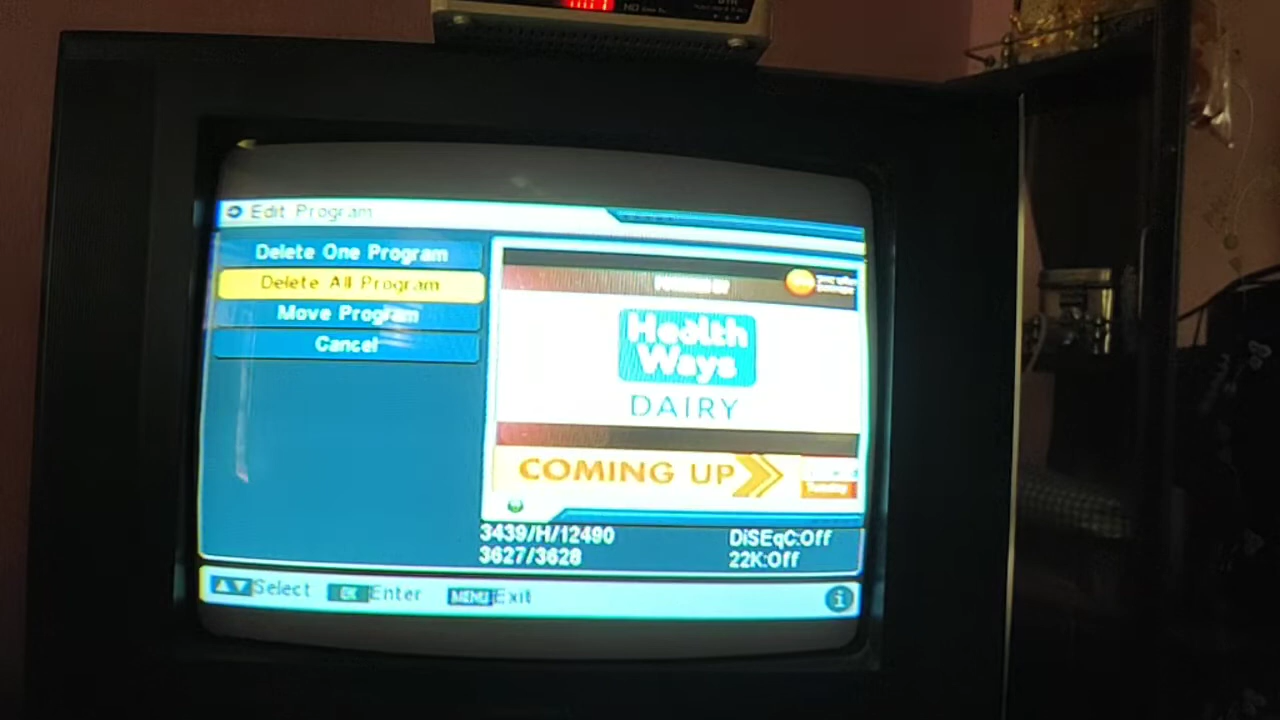 Edit Program
Delete One Program
Delete All Program
Move Program
Cancel
Health
Ways
DAIRY
COMING UP
3439/H/12490
3627/3628
DiSEqC:Off
22K:Off
Select
OK Enter
MENU Exit